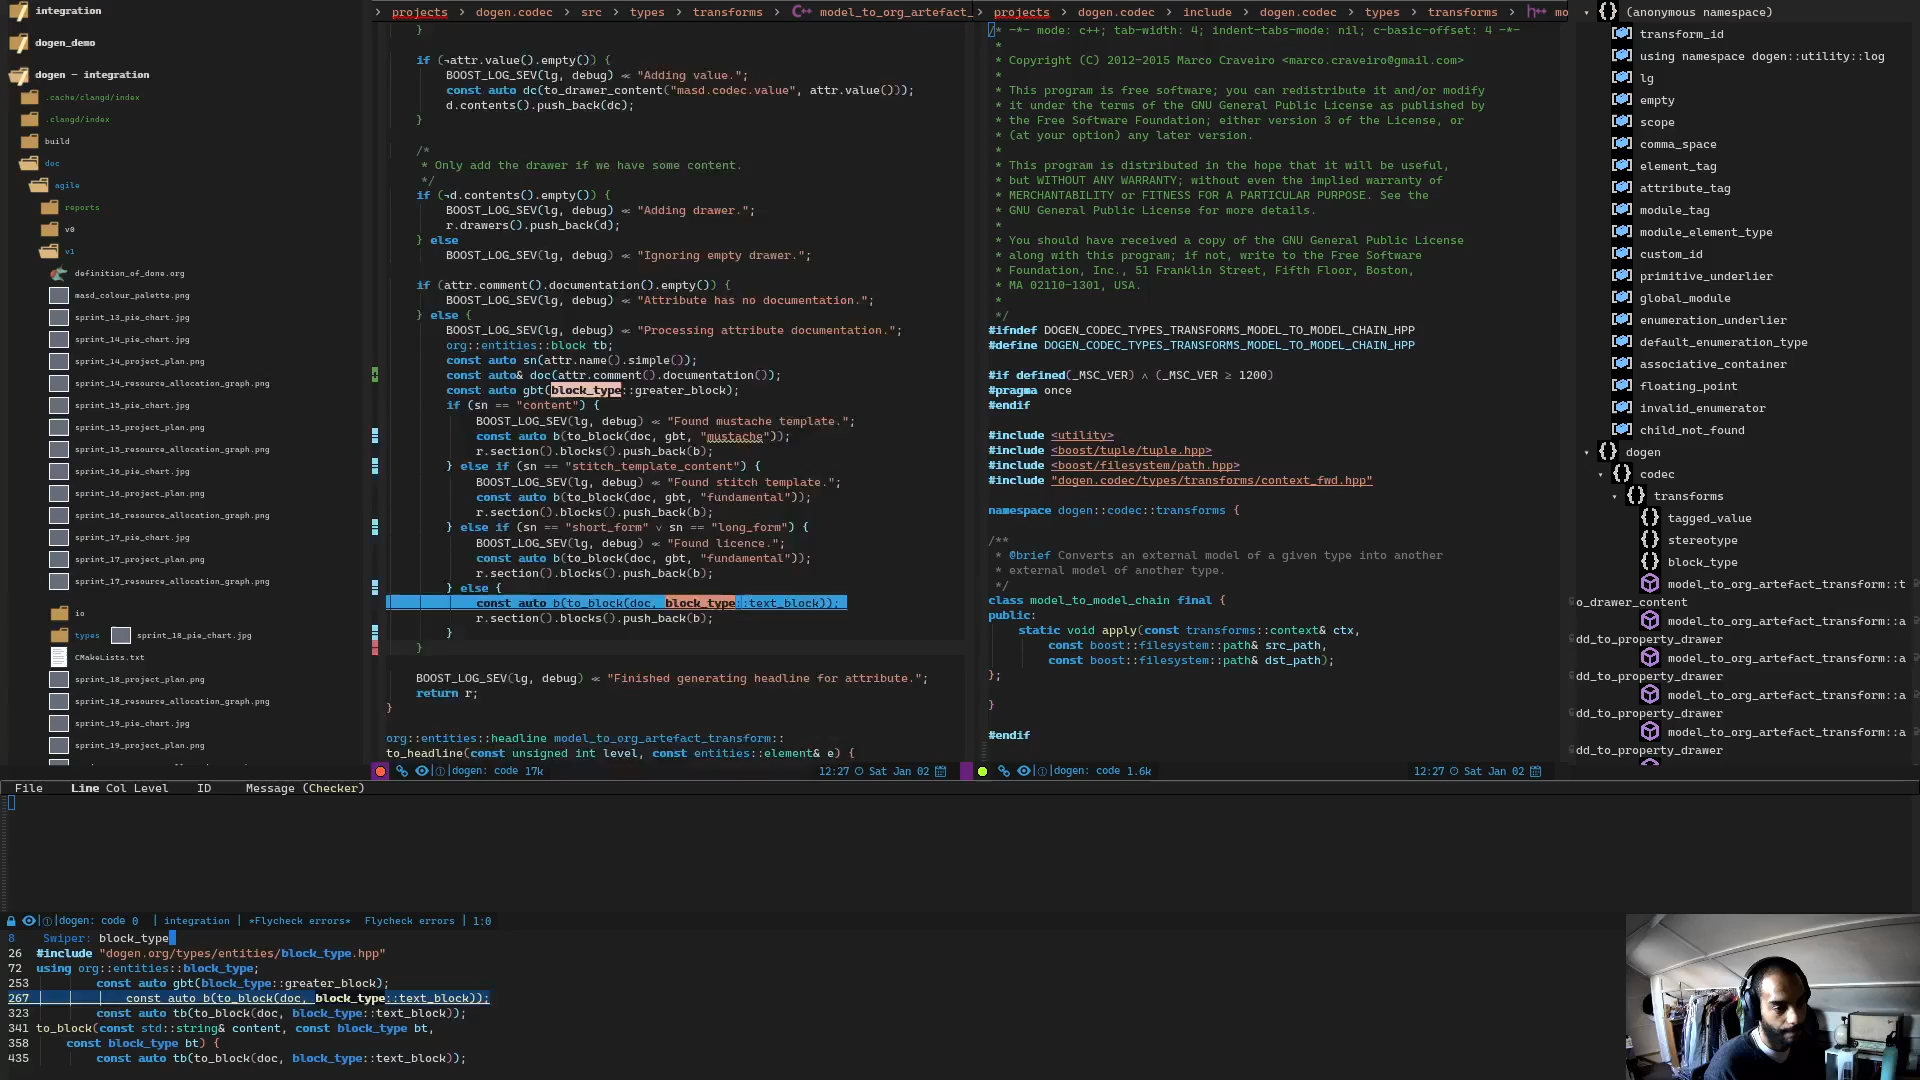 integration
dogen_demo
dogen – integration
.cache/clangd/index
.clangd/index
build
doc
agile
reports
v0
v1
definition_of_done.org
masd_colour_palette.png
sprint_13_pie_chart.jpg
sprint_14_pie_chart.jpg
sprint_14_project_plan.png
sprint_14_resource_allocation_graph.png
sprint_15_pie_chart.jpg
sprint_15_project_plan.png
sprint_15_resource_allocation_graph.png
sprint_16_pie_chart.jpg
sprint_16_project_plan.png
sprint_16_resource_allocation_graph.png
sprint_17_pie_chart.jpg
sprint_17_project_plan.png
sprint_17_resource_allocation_graph.png
io
types sprint_18_pie_chart.jpg
CMakeLists.txt
sprint_18_project_plan.png
sprint_18_resource_allocation_graph.png
sprint_19_pie_chart.jpg
sprint_19_project_plan.png
> projects > dogen.codec > src > types > transforms > C++ model_to_org_artefact_
}
if (¬attr.value().empty()) {
BOOST_LOG_SEV(lg, debug) ≪ "Adding value.";
const auto dc(to_drawer_content("masd.codec.value", attr.value()));
d.contents().push_back(dc);
}
/*
* Only add the drawer if we have some content.
*/
if (¬d.contents().empty()) {
BOOST_LOG_SEV(lg, debug) ≪ "Adding drawer.";
r.drawers().push_back(d);
} else
BOOST_LOG_SEV(lg, debug) ≪ "Ignoring empty drawer.";
if (attr.comment().documentation().empty()) {
BOOST_LOG_SEV(lg, debug) ≪ "Attribute has no documentation.";
} else {
BOOST_LOG_SEV(lg, debug) ≪ "Processing attribute documentation.";
org::entities::block tb;
const auto sn(attr.name().simple());
const auto& doc(attr.comment().documentation());
const auto gbt(block_type::greater_block);
if (sn == "content") {
BOOST_LOG_SEV(lg, debug) ≪ "Found mustache template.";
const auto b(to_block(doc, gbt, "mustache"));
r.section().blocks().push_back(b);
} else if (sn == "stitch_template_content") {
BOOST_LOG_SEV(lg, debug) ≪ "Found stitch template.";
const auto b(to_block(doc, gbt, "fundamental"));
r.section().blocks().push_back(b);
} else if (sn == "short_form" ∨ sn == "long_form") {
BOOST_LOG_SEV(lg, debug) ≪ "Found licence.";
const auto b(to_block(doc, gbt, "fundamental"));
r.section().blocks().push_back(b);
} else {
const auto b(to_block(doc, block_type::text_block));
r.section().blocks().push_back(b);
}
}
BOOST_LOG_SEV(lg, debug) ≪ "Finished generating headline for attribute.";
return r;
}
org::entities::headline model_to_org_artefact_transform::
to_headline(const unsigned int level, const entities::element& e) {
dogen: code 17k 12:27 Sat Jan 02
> projects > dogen.codec > include > dogen.codec > types > transforms > h++ mo
/* -*- mode: c++; tab-width: 4; indent-tabs-mode: nil; c-basic-offset: 4 -*-
*
* Copyright (C) 2012-2015 Marco Craveiro <marco.craveiro@gmail.com>
*
* This program is free software; you can redistribute it and/or modify
* it under the terms of the GNU General Public License as published by
* the Free Software Foundation; either version 3 of the License, or
* (at your option) any later version.
*
* This program is distributed in the hope that it will be useful,
* but WITHOUT ANY WARRANTY; without even the implied warranty of
* MERCHANTABILITY or FITNESS FOR A PARTICULAR PURPOSE. See the
* GNU General Public License for more details.
*
* You should have received a copy of the GNU General Public License
* along with this program; if not, write to the Free Software
* Foundation, Inc., 51 Franklin Street, Fifth Floor, Boston,
* MA 02110-1301, USA.
*
*/
#ifndef DOGEN_CODEC_TYPES_TRANSFORMS_MODEL_TO_MODEL_CHAIN_HPP
#define DOGEN_CODEC_TYPES_TRANSFORMS_MODEL_TO_MODEL_CHAIN_HPP
#if defined(_MSC_VER) ∧ (_MSC_VER ≥ 1200)
#pragma once
#endif
#include <utility>
#include <boost/tuple/tuple.hpp>
#include <boost/filesystem/path.hpp>
#include "dogen.codec/types/transforms/context_fwd.hpp"
namespace dogen::codec::transforms {
/**
* @brief Converts an external model of a given type into another
* external model of another type.
*/
class model_to_model_chain final {
public:
static void apply(const transforms::context& ctx,
const boost::filesystem::path& src_path,
const boost::filesystem::path& dst_path);
};
}
#endif
dogen: code 1.6k 12:27 Sat Jan 02
{} (anonymous namespace)
transform_id
using namespace dogen::utility::log
lg
empty
scope
comma_space
element_tag
attribute_tag
module_tag
module_element_type
custom_id
primitive_underlier
global_module
enumeration_underlier
default_enumeration_type
associative_container
floating_point
invalid_enumerator
child_not_found
{} dogen
{} codec
{} transforms
{} tagged_value
{} stereotype
{} block_type
model_to_org_artefact_transform::t
o_drawer_content
model_to_org_artefact_transform::a
dd_to_property_drawer
model_to_org_artefact_transform::a
dd_to_property_drawer
model_to_org_artefact_transform::a
dd_to_property_drawer
model_to_org_artefact_transform::a
dd_to_property_drawer
File Line Col Level ID Message (Checker)
dogen: code 0 | integration | *Flycheck errors* Flycheck errors | 1:0
8 Swiper: block_type
26 #include "dogen.org/types/entities/block_type.hpp"
72 using org::entities::block_type;
253 const auto gbt(block_type::greater_block);
267 const auto b(to_block(doc, block_type::text_block));
323 const auto tb(to_block(doc, block_type::text_block));
341 to_block(const std::string& content, const block_type bt,
358 const block_type bt) {
435 const auto tb(to_block(doc, block_type::text_block));